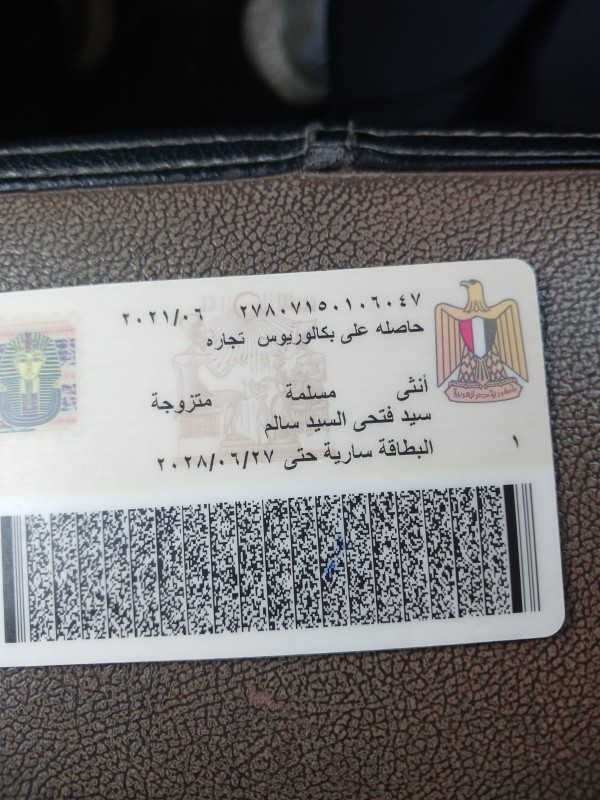 ٢٧٨٠٧١٥٠١٠٦٠٤٧ ٢٠٢١/٠٦
حاصله على بكالوريوس تجاره
أنثى مسلمة متزوجة
سيد فتحى السيد سالم
البطاقة سارية حتى ٢٠٢٨/٠٦/٢٧
١
جمهورية مصر العربية